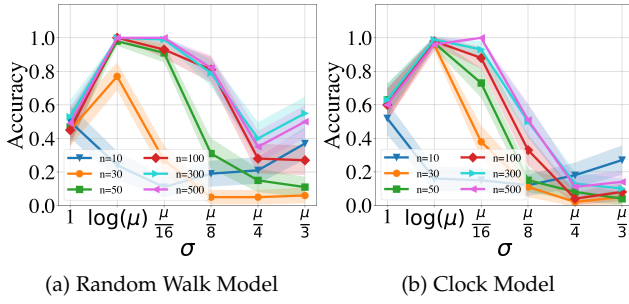 Accuracy
1.0
0.8
0.6
0.4
0.2
0.0
n=10 n=100
n=30 n=300
n=50 n=500
1 log(μ) μ/16 μ/8 μ/4 μ/3
σ
(a) Random Walk Model
Accuracy
1.0
0.8
0.6
0.4
0.2
0.0
n=10 n=100
n=30 n=300
n=50 n=500
1 log(μ) μ/16 μ/8 μ/4 μ/3
σ
(b) Clock Model